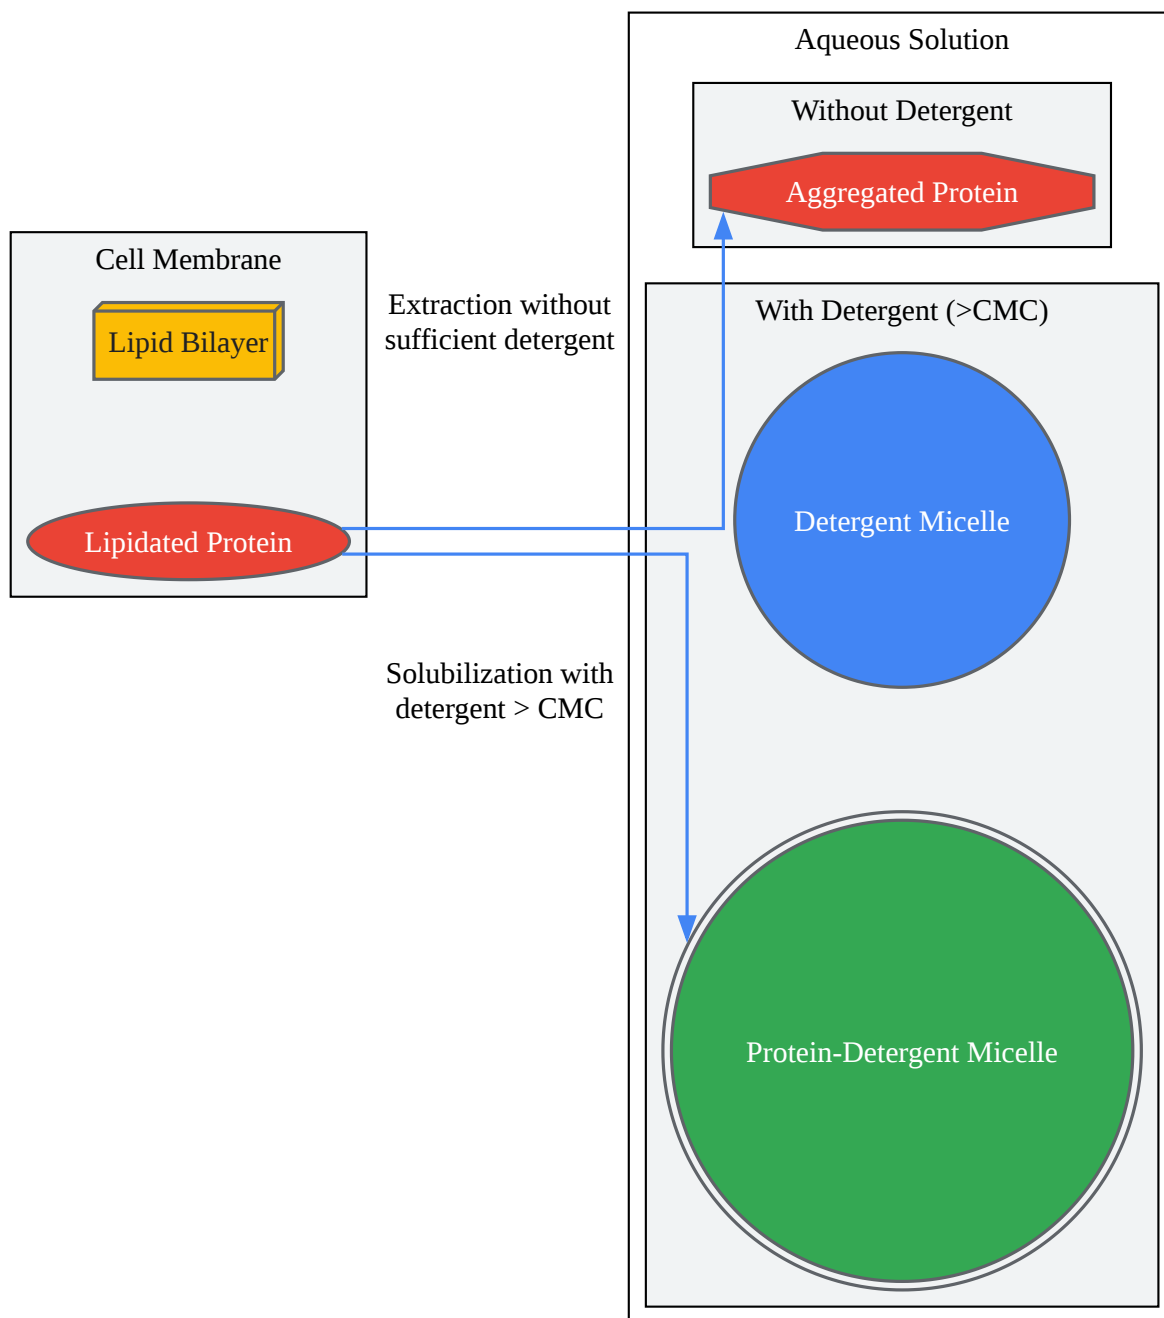 Cell Membrane
Lipid Bilayer
Lipidated Protein
Extraction without
sufficient detergent
Solubilization with
detergent > CMC
Aqueous Solution
Without Detergent
Aggregated Protein
With Detergent (>CMC)
Detergent Micelle
Protein-Detergent Micelle